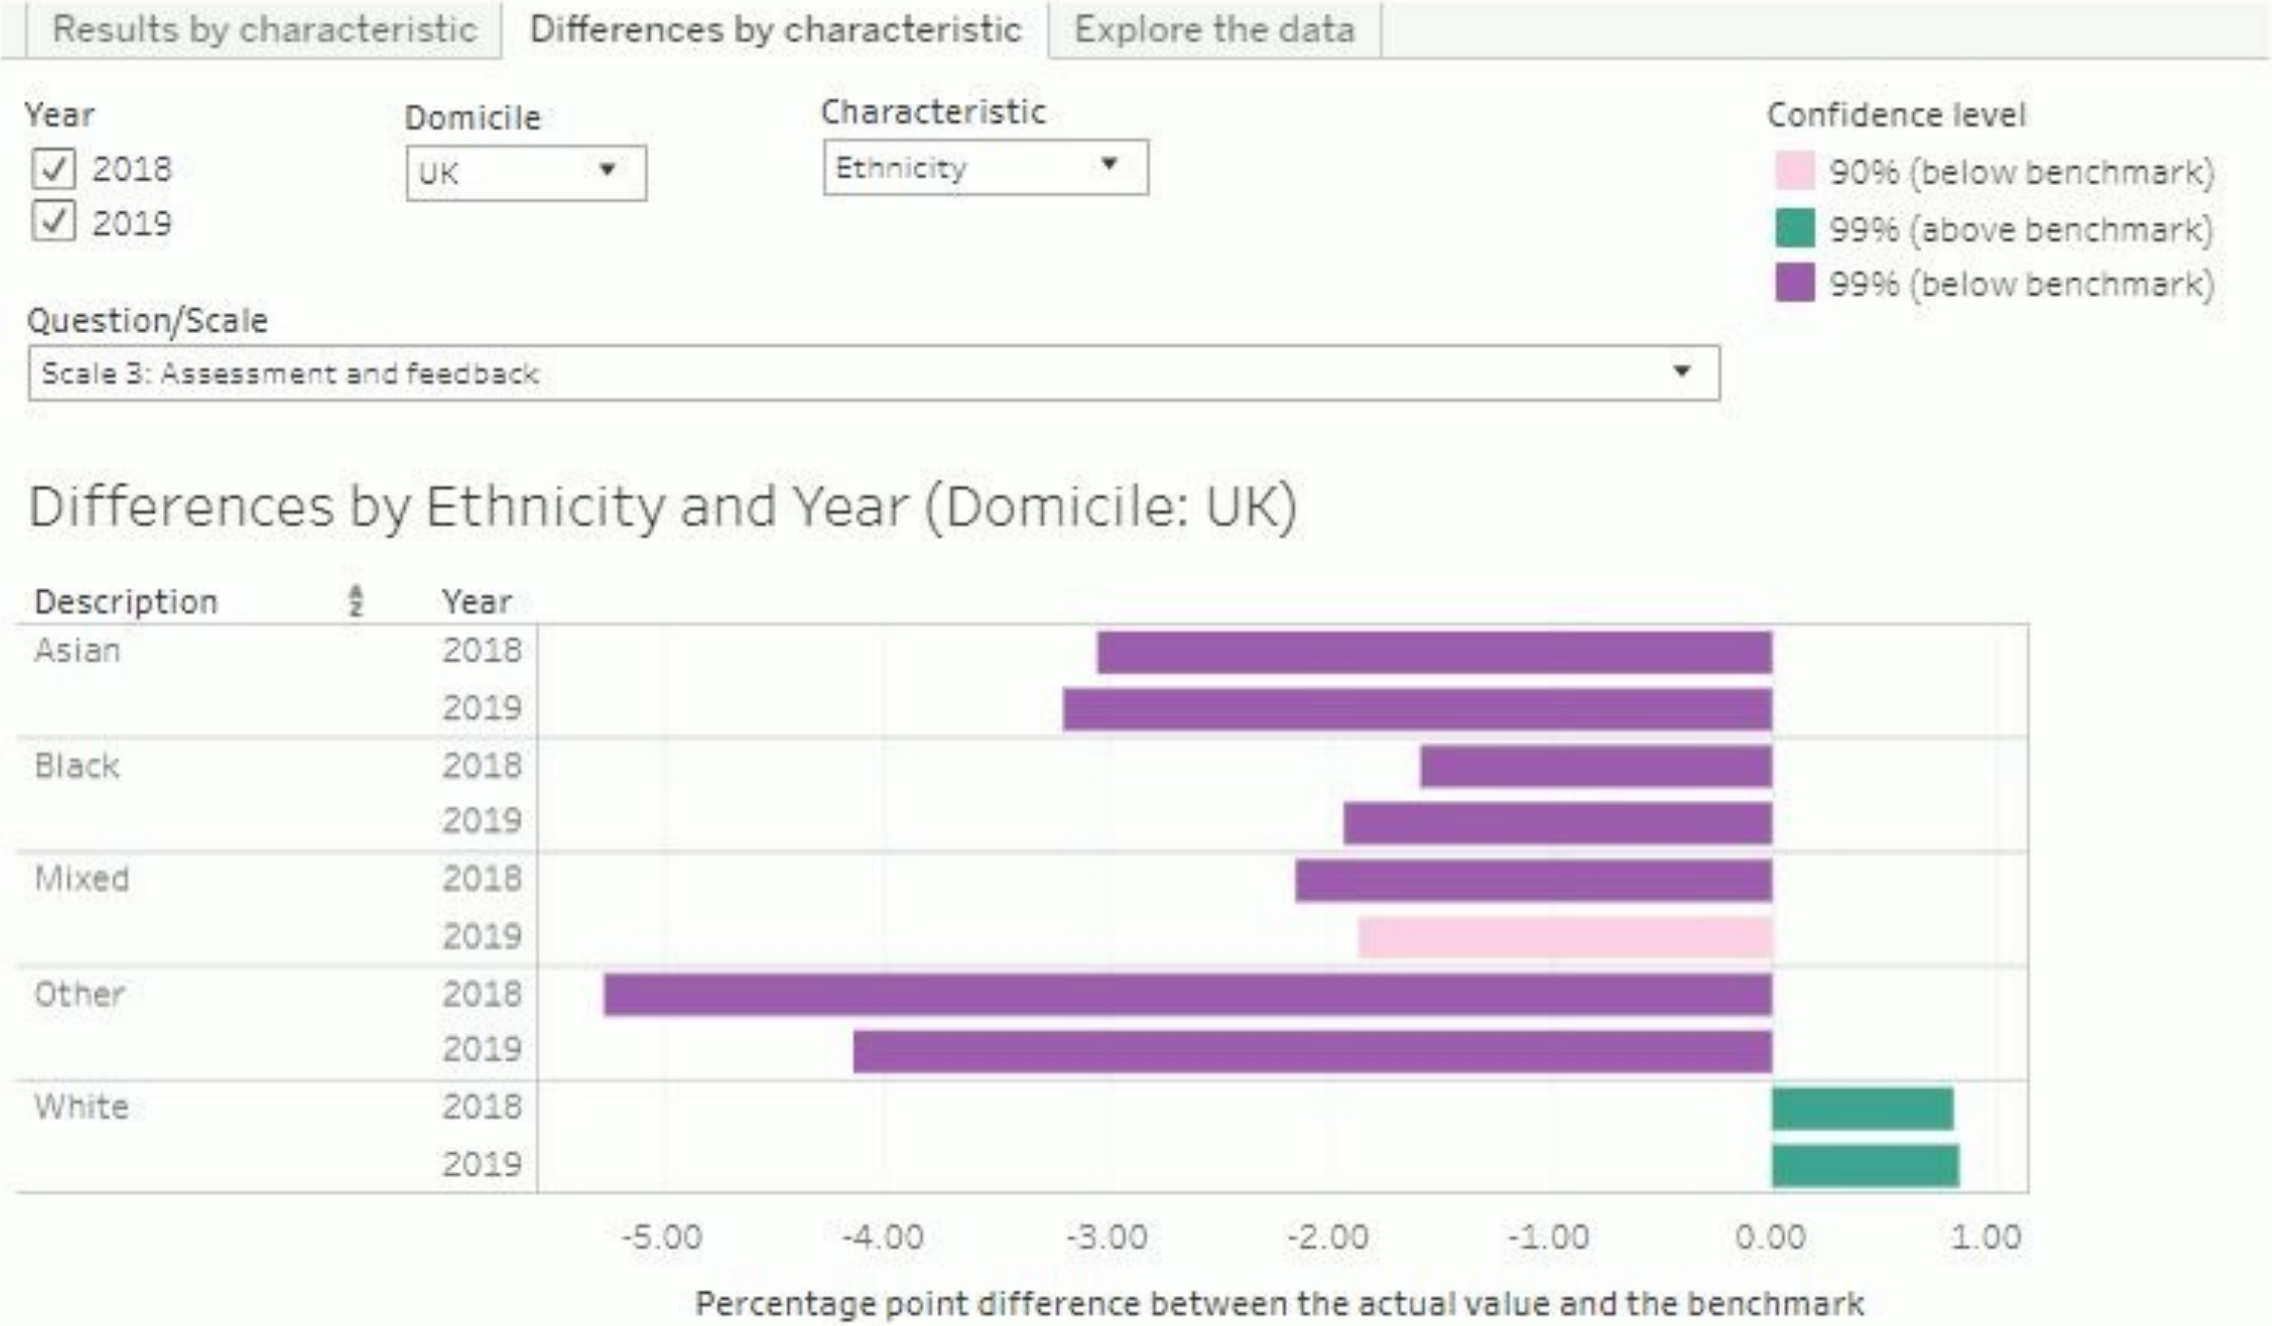 Results by characteristic Differences by characteristic Explore the data
Year Domicile Characteristic Confidence level
2018 UK Ethnicity 90% (below benchmark)
2019 99% (above benchmark)
99% (below benchmark)
Question/Scale
Scale 3: Assessment and feedback
Differences by Ethnicity and Year (Domicile: UK)
Description AZ Year
Asian 2018
2019
Black 2018
2019
Mixed 2018
2019
Other 2018
2019
White 2018
2019
-5.00 -4.00 -3.00 -2.00 -1.00 0.00 1.00
Percentage point difference between the actual value and the benchmark